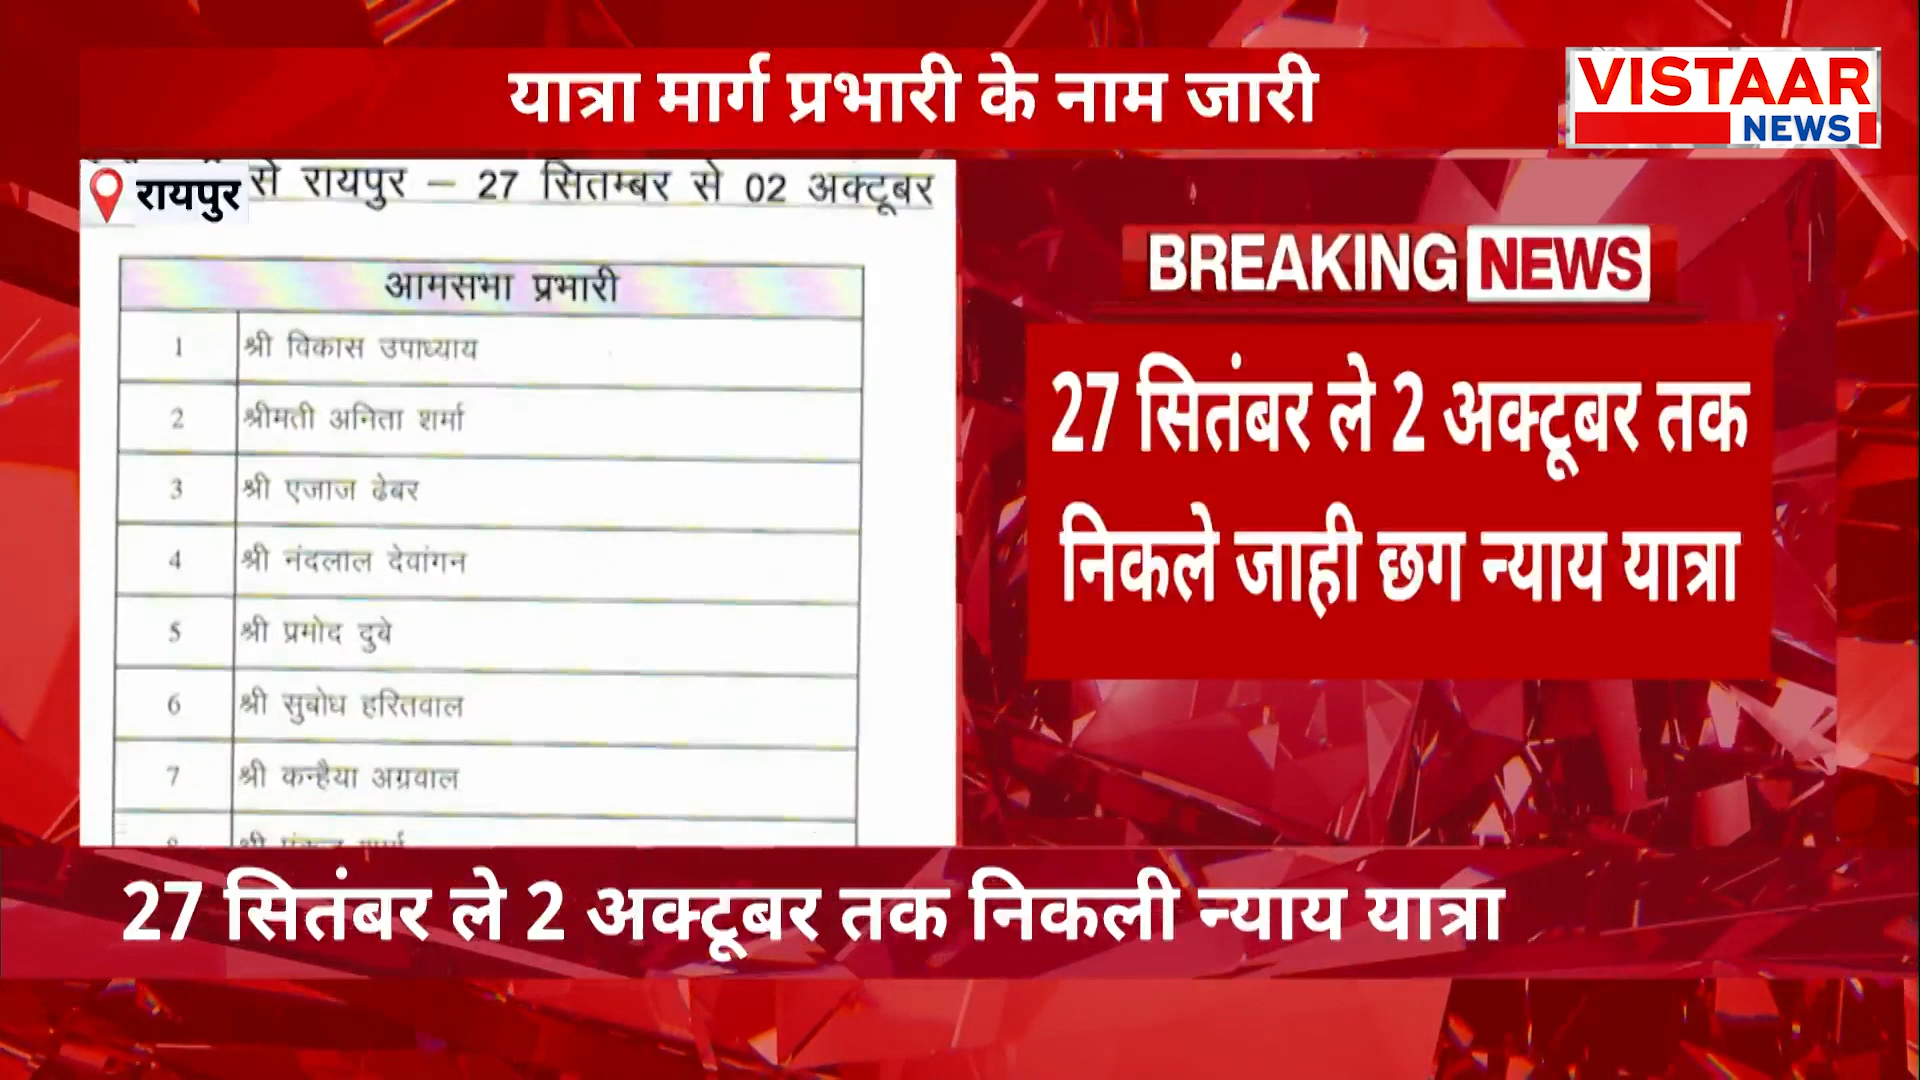 यात्रा मार्ग प्रभारी के नाम जारी
VISTAAR
NEWS
रायपुर
से रायपुर – 27 सितम्बर से 02 अक्टूबर
आमसभा प्रभारी
1 श्री विकास उपाध्याय
2 श्रीमती अनिता शर्मा
3 श्री एजाज ढेबर
4 श्री नंदलाल देवांगन
5 श्री प्रमोद दुबे
6 श्री सुबोध हरितवाल
7 श्री कन्हैया अग्रवाल
BREAKING NEWS
27 सितंबर ले 2 अक्टूबर तक
निकले जाही छग न्याय यात्रा
27 सितंबर ले 2 अक्टूबर तक निकली न्याय यात्रा